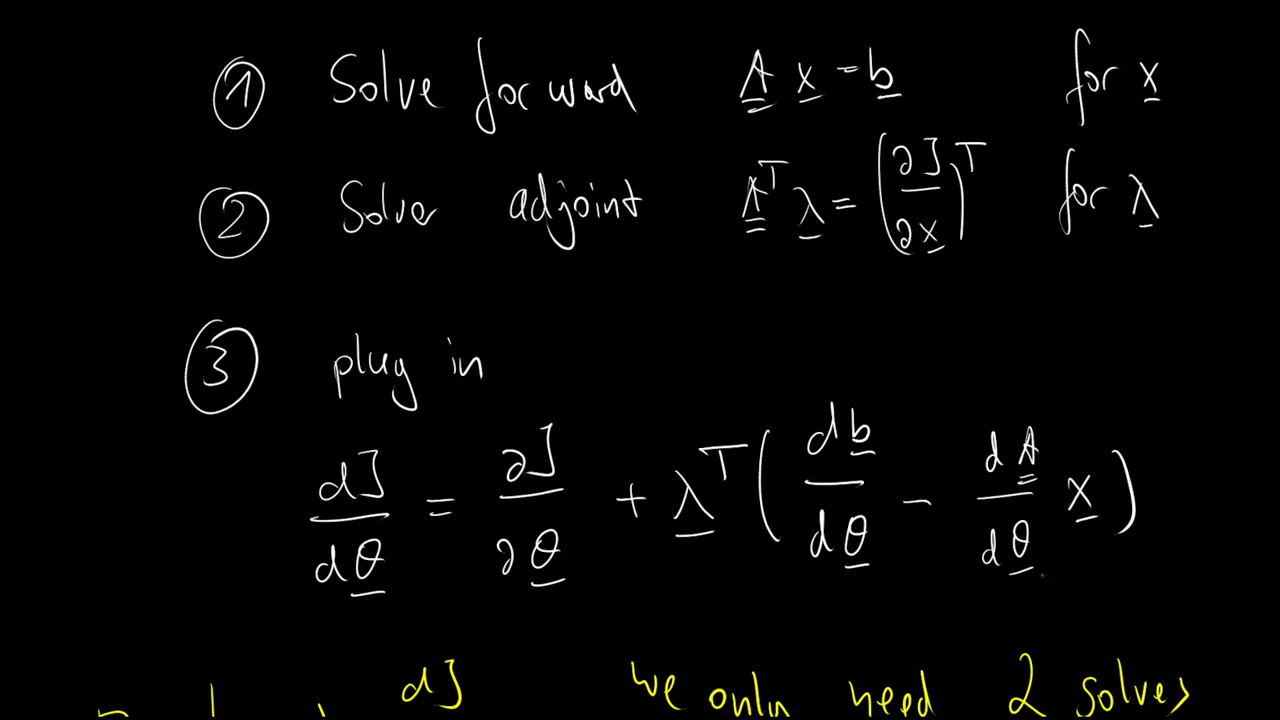 ① Solve forward A x = b for x
② Solver adjoint Aᵀ λ = (∂J/∂x)ᵀ for λ
③ plug in
dJ/dθ = ∂J/∂θ + λᵀ ( db/dθ − dA/dθ x )
dJ we only need 2 solves